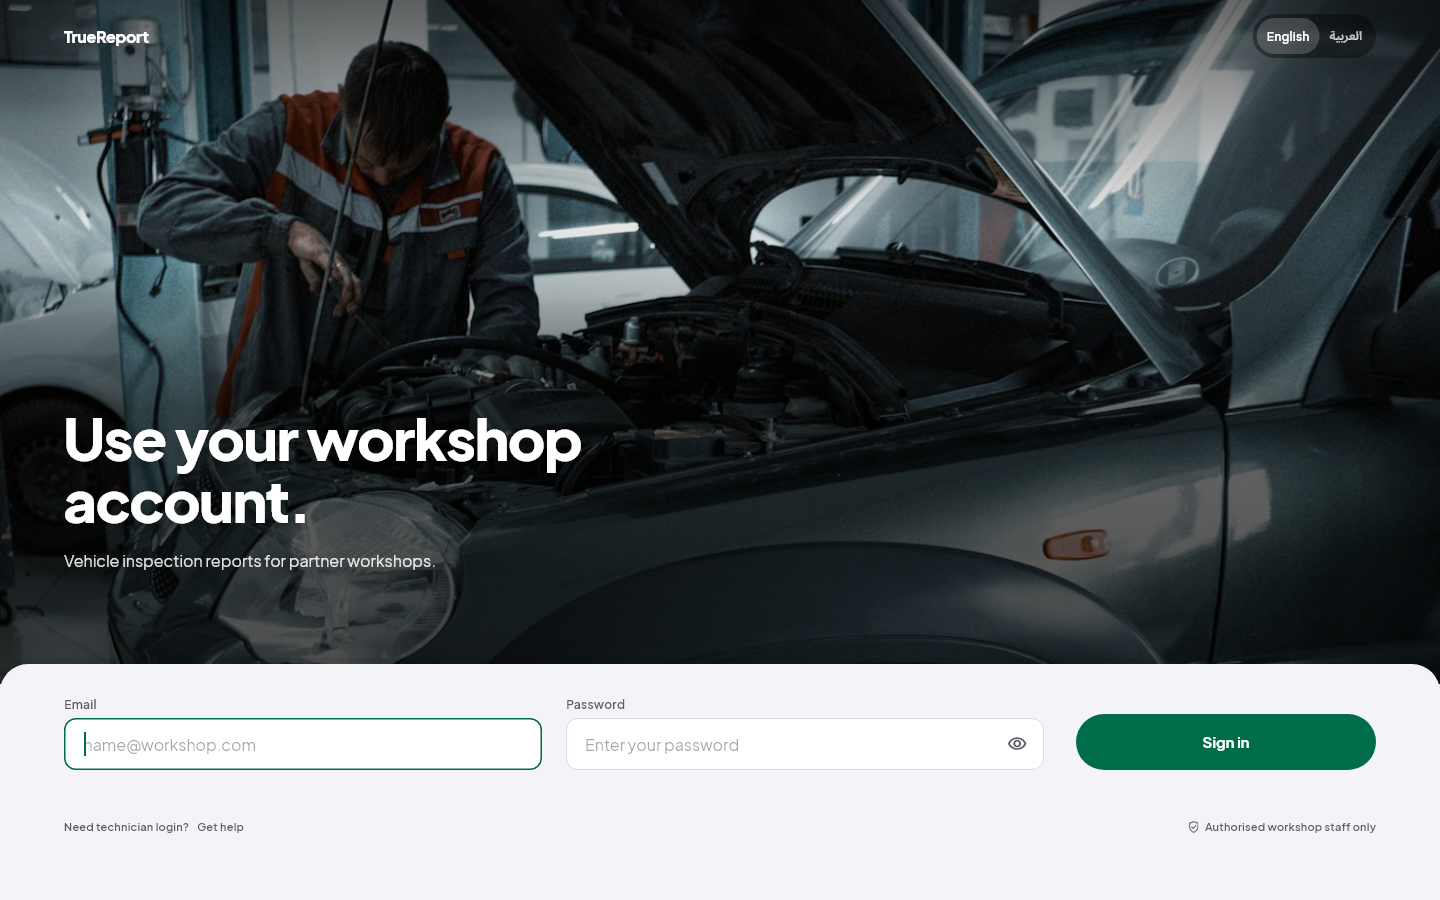 TrueReport
English
العربية
Use your workshop
account.
Vehicle inspection reports for partner workshops.
Email
Password
name@workshop.com
Enter your password
Sign in
Need technician login?
Get help
Authorised workshop staff only